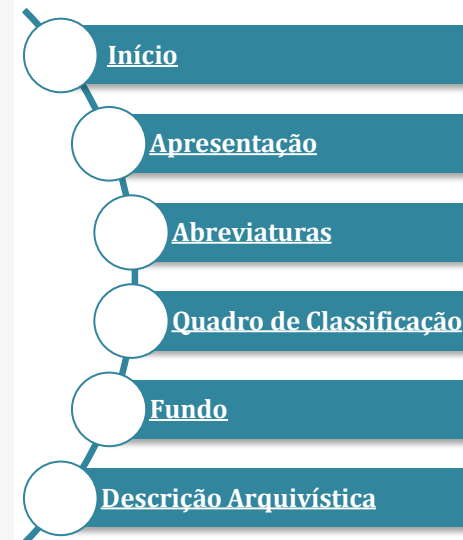 Início
Apresentação
Abreviaturas
Quadro de Classificação
Fundo
Descrição Arquivística